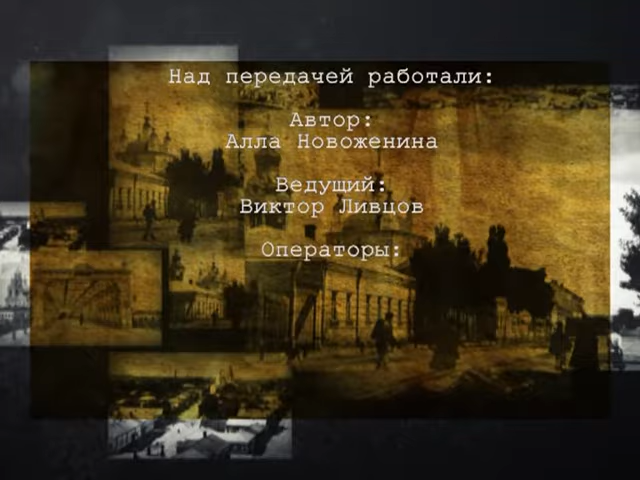 Над передачей работали:
Автор:
Алла Новоженина
Ведущий:
Виктор Ливцов
Операторы: